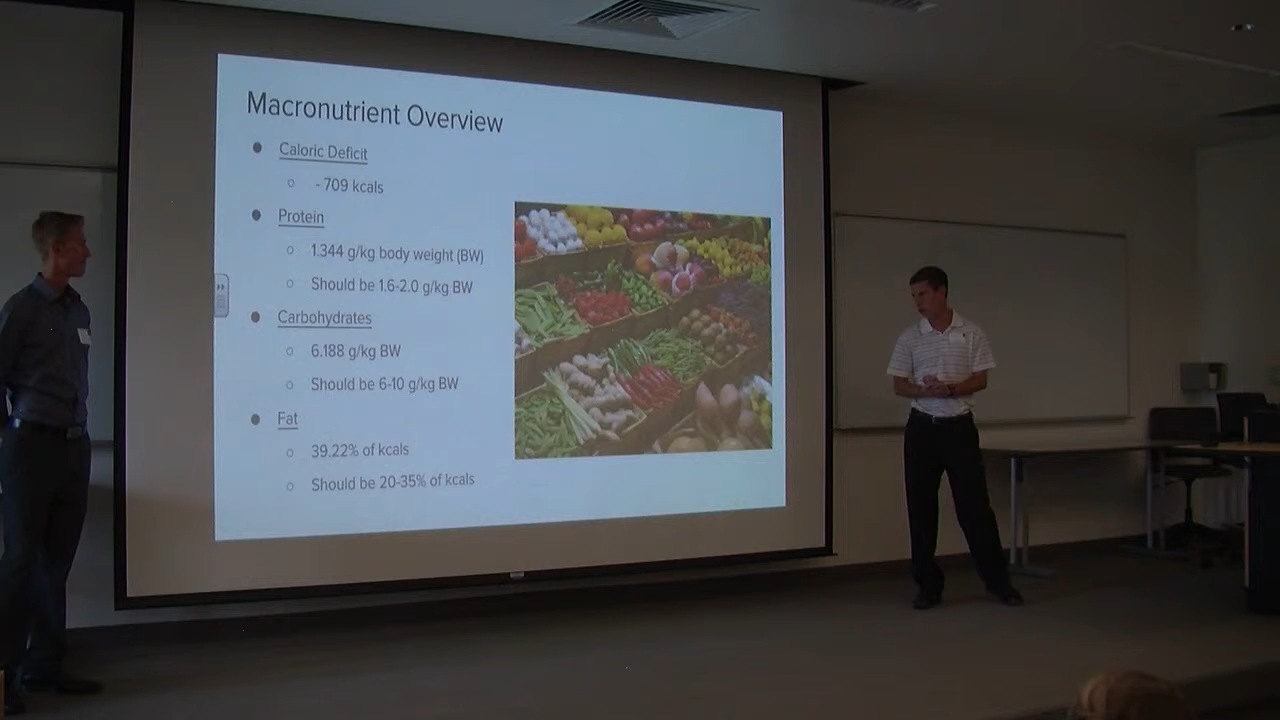 Macronutrient Overview
Caloric Deficit
- 709 kcals
Protein
1.344 g/kg body weight (BW)
Should be 1.6-2.0 g/kg BW
Carbohydrates
6.188 g/kg BW
Should be 6-10 g/kg BW
Fat
39.22% of kcals
Should be 20-35% of kcals